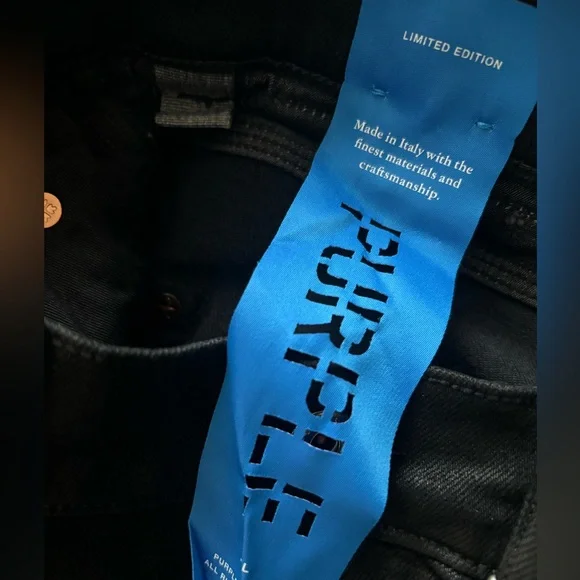 LIMITED EDITION
Made in Italy with the
finest materials and
craftsmanship.
PURPLE